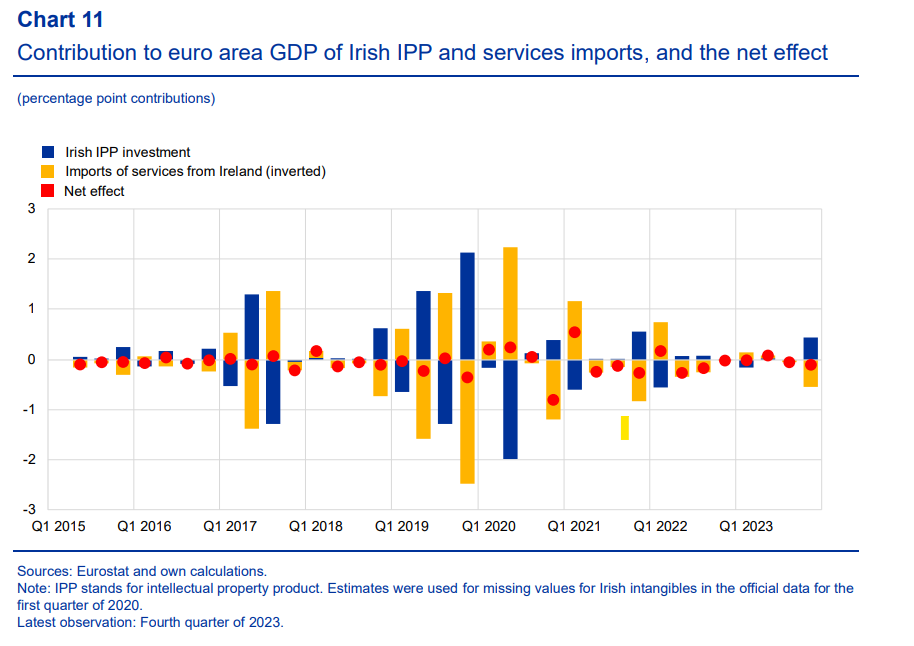 Chart 11
Contribution to euro area GDP of Irish IPP and services imports, and the net effect
(percentage point contributions)
Irish IPP investment
Imports of services from Ireland (inverted)
Net effect
3
2
1
0
-1
-2
-3
Q1 2015 Q1 2016 Q1 2017 Q1 2018 Q1 2019 Q1 2020 Q1 2021 Q1 2022 Q1 2023
Sources: Eurostat and own calculations.
Note: IPP stands for intellectual property product. Estimates were used for missing values for Irish intangibles in the official data for the
first quarter of 2020.
Latest observation: Fourth quarter of 2023.